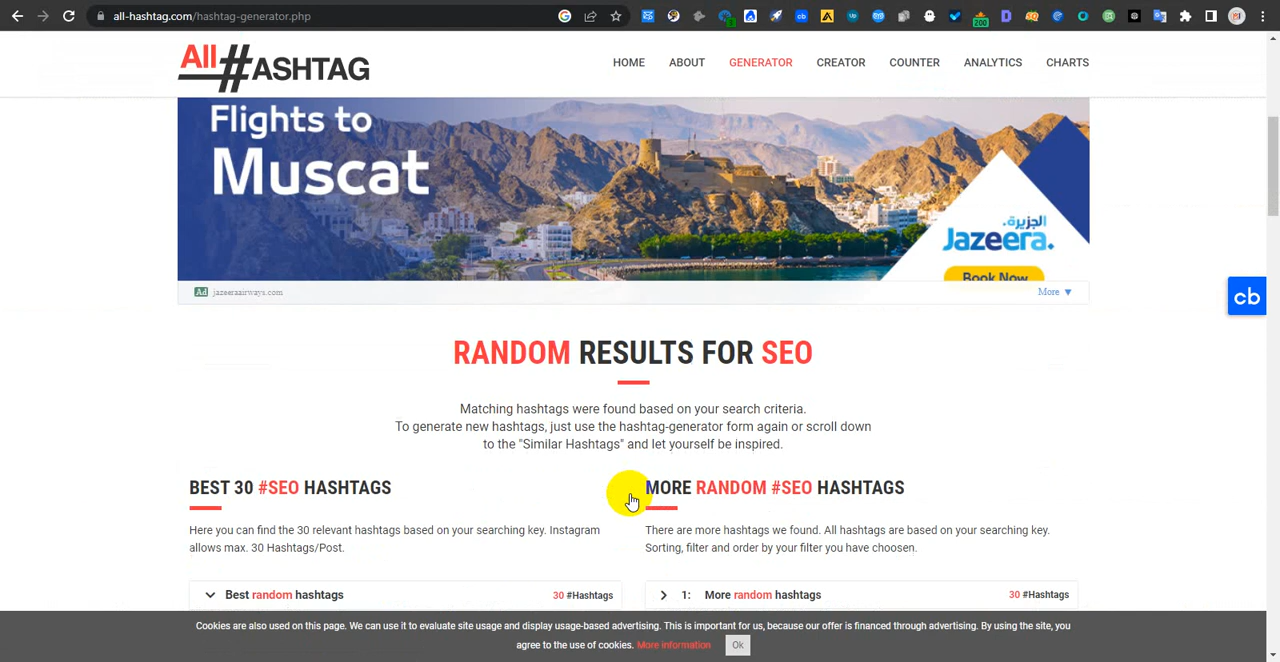 all-hashtag.com/hashtag-generator.php
200
All #ASHTAG
HOME ABOUT GENERATOR CREATOR COUNTER ANALYTICS CHARTS
Flights to
Muscat
الجزيرة.
Jazeera.
Book Now
Ad jazeeraairways.com
More
cb
RANDOM RESULTS FOR SEO
Matching hashtags were found based on your search criteria.
To generate new hashtags, just use the hashtag-generator form again or scroll down
to the "Similar Hashtags" and let yourself be inspired.
BEST 30 #SEO HASHTAGS
Here you can find the 30 relevant hashtags based on your searching key. Instagram
allows max. 30 Hashtags/Post.
Best random hashtags 30 #Hashtags
MORE RANDOM #SEO HASHTAGS
There are more hashtags we found. All hashtags are based on your searching key.
Sorting, filter and order by your filter you have choosen.
1: More random hashtags 30 #Hashtags
Cookies are also used on this page. We can use it to evaluate site usage and display usage-based advertising. This is important for us, because our offer is financed through advertising. By using the site, you
agree to the use of cookies. More information Ok